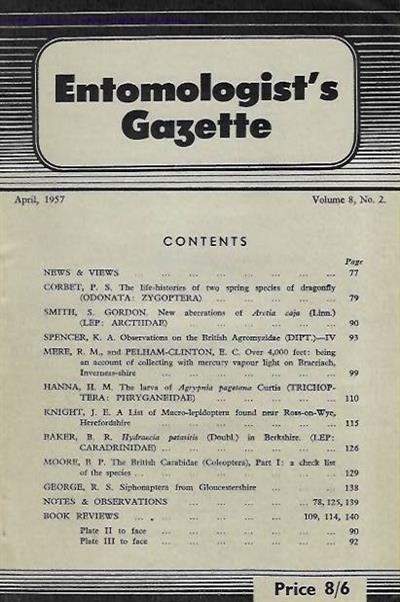 Entomologist's
Gazette
April, 1957 Volume 8, No. 2.
CONTENTS
Page
NEWS & VIEWS ... ... ... ... ... ... ... 77
CORBET, P. S. The life-histories of two spring species of dragonfly
(ODONATA: ZYGOPTERA) ... ... ... ... ... 79
SMITH, S. GORDON. New aberrations of Arctia caja (Linn.)
(LEP: ARCTIIDAE) ... ... ... ... ... ... 90
SPENCER, K. A. Observations on the British Agromyzidae (DIPT.)—IV 93
MERE, R. M., and PELHAM-CLINTON, E. C. Over 4,000 feet: being
an account of collecting with mercury vapour light on Braeriach,
Inverness-shire ... ... ... ... ... ... 99
HANNA, H. M. The larva of Agrypnia pagetana Curtis (TRICHOP-
TERA: PHRYGANEIDAE) ... ... ... ... ... 110
KNIGHT, J. E. A List of Macro-lepidoptera found near Ross-on-Wye,
Herefordshire ... ... ... ... ... ... 115
BAKER, B. R. Hydraecia petasitis (Doubl.) in Berkshire. (LEP:
CARADRINIDAE) ... ... ... ... ... ... 126
MOORE, B. P. The British Carabidae (Coleoptera), Part I: a check list
of the species ... ... ... ... ... ... ... 129
GEORGE, R. S. Siphonaptera from Gloucestershire ... ... ... 138
NOTES & OBSERVATIONS ... ... ... ... ... 78, 125, 139
BOOK REVIEWS ... ... ... ... ... ... 109, 114, 140
Plate II to face ... ... ... ... ... ... 90
Plate III to face ... ... ... ... ... ... 92
Price 8/6